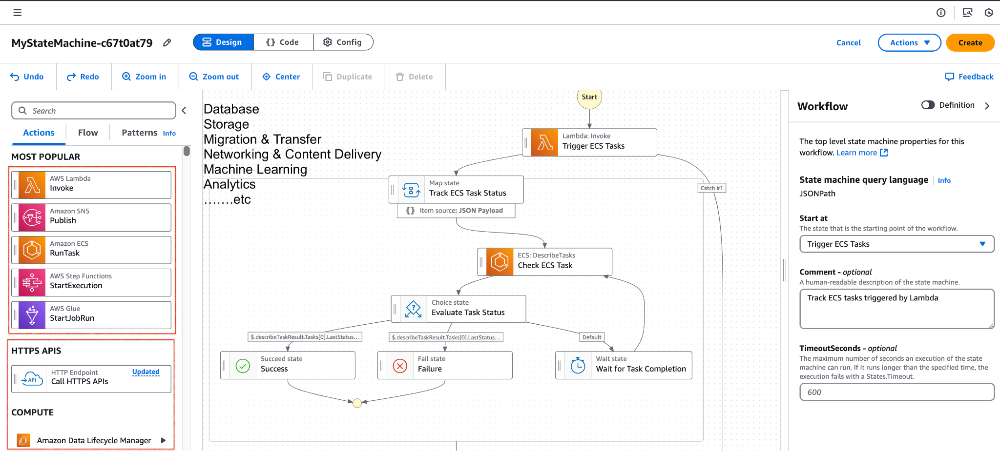 MyStateMachine-c67t0at79
Design
{} Code
Config
Cancel
Actions
Create
Undo
Redo
Zoom in
Zoom out
Center
Duplicate
Delete
Feedback
Search
Actions
Flow
Patterns Info
MOST POPULAR
AWS Lambda
Invoke
Amazon SNS
Publish
Amazon ECS
RunTask
AWS Step Functions
StartExecution
AWS Glue
StartJobRun
HTTPS APIS
API
HTTP Endpoint
Call HTTPS APIs
Updated
COMPUTE
Amazon Data Lifecycle Manager
Database
Storage
Migration & Transfer
Networking & Content Delivery
Machine Learning
Analytics
…….etc
Start
Lambda: Invoke
Trigger ECS Tasks
Catch #1
Map state
Track ECS Task Status
{} Item source: JSON Payload
ECS: DescribeTasks
Check ECS Task
Choice state
Evaluate Task Status
$.describeTaskResult.Tasks[0].LastStatus...
$.describeTaskResult.Tasks[0].LastStatus...
Default
Succeed state
Success
Fail state
Failure
Wait state
Wait for Task Completion
Workflow
Definition
The top level state machine properties for this
workflow. Learn more
State machine query language Info
JSONPath
Start at
The state that is the starting point of the workflow.
Trigger ECS Tasks
Comment - optional
A human-readable description of the state machine.
Track ECS tasks triggered by Lambda
TimeoutSeconds - optional
The maximum number of seconds an execution of the state
machine can run. If it runs longer than the specified time, the
execution fails with a States.Timeout.
600